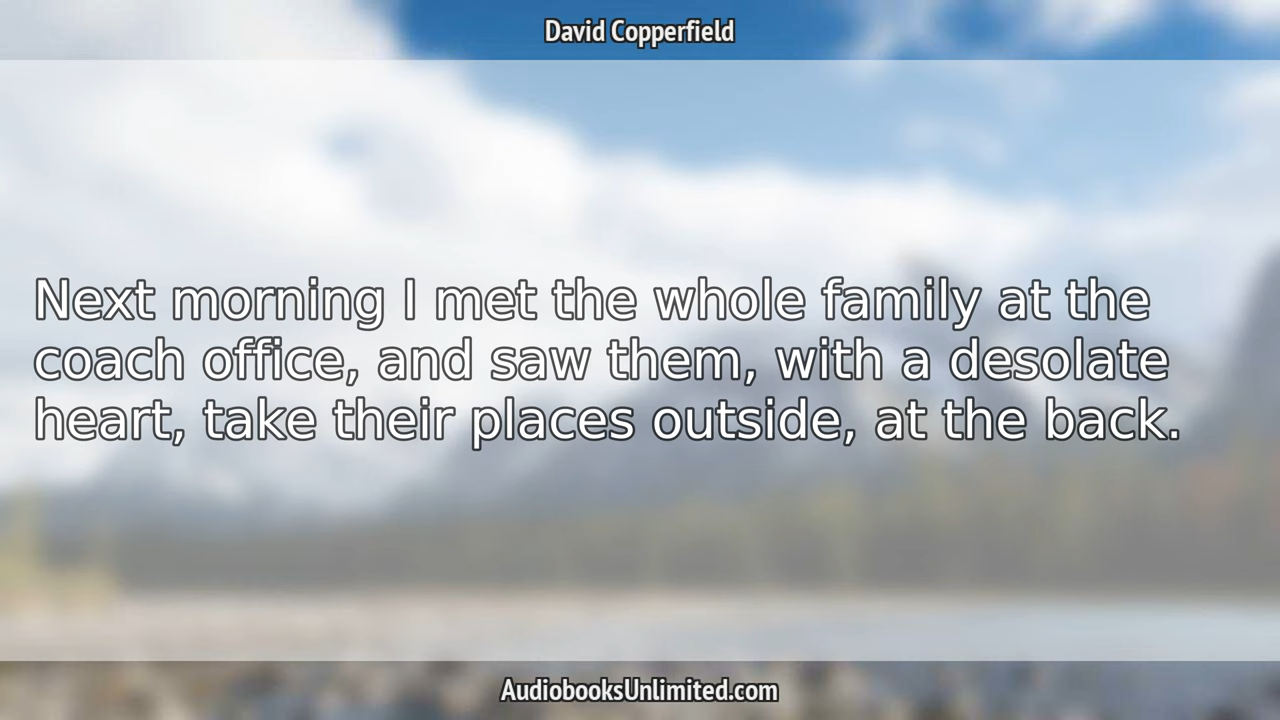 David Copperfield
Next morning I met the whole family at the
coach office, and saw them, with a desolate
heart, take their places outside, at the back.
AudiobooksUnlimited.com